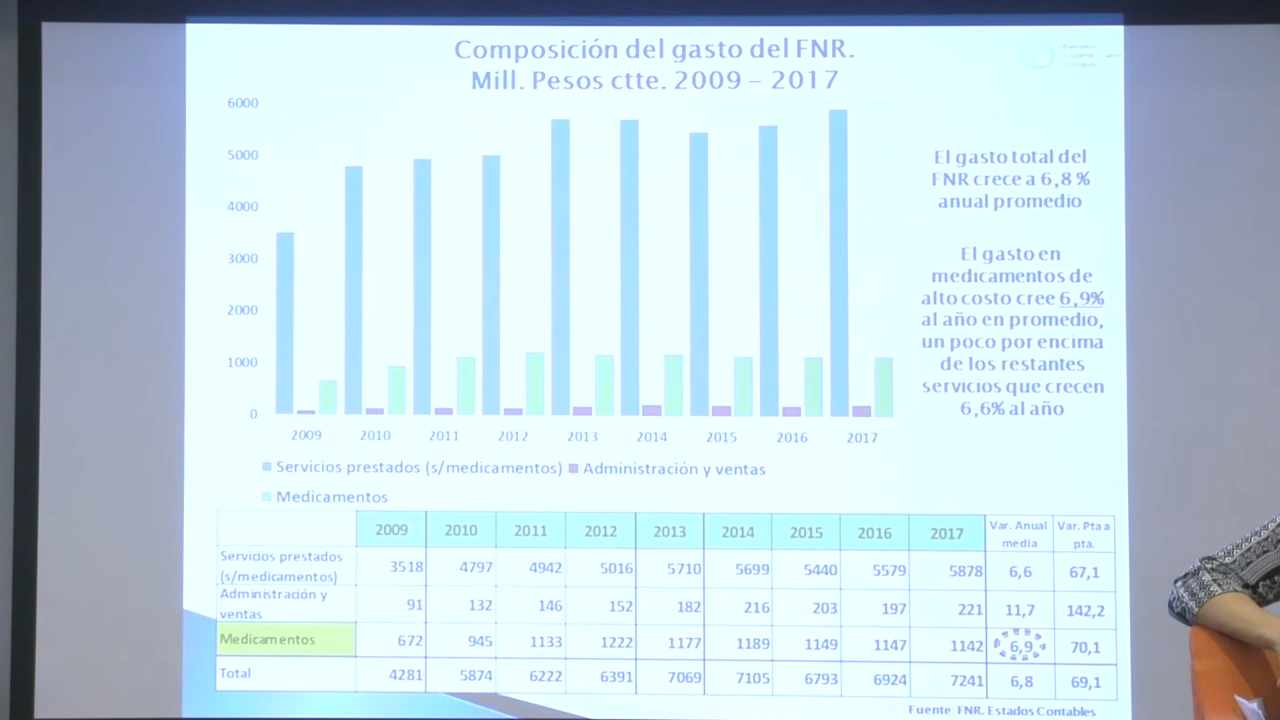 Composición del gasto del FNR.
Mill. Pesos ctte. 2009 – 2017
6000
5000
4000
3000
2000
1000
0
2009 2010 2011 2012 2013 2014 2015 2016 2017
Servicios prestados (s/medicamentos) Administración y ventas
Medicamentos
El gasto total del
FNR crece a 6,8 %
anual promedio
El gasto en
medicamentos de
alto costo cree 6,9%
al año en promedio,
un poco por encima
de los restantes
servicios que crecen
6,6% al año
2009 2010 2011 2012 2013 2014 2015 2016 2017 Var. Anual media Var. Pta a pta.
Servicios prestados (s/medicamentos) 3518 4797 4942 5016 5710 5699 5440 5579 5878 6,6 67,1
Administración y ventas 91 132 146 152 182 216 203 197 221 11,7 142,2
Medicamentos 672 945 1133 1222 1177 1189 1149 1147 1142 6,9 70,1
Total 4281 5874 6222 6391 7069 7105 6793 6924 7241 6,8 69,1
Fuente FNR. Estados Contables